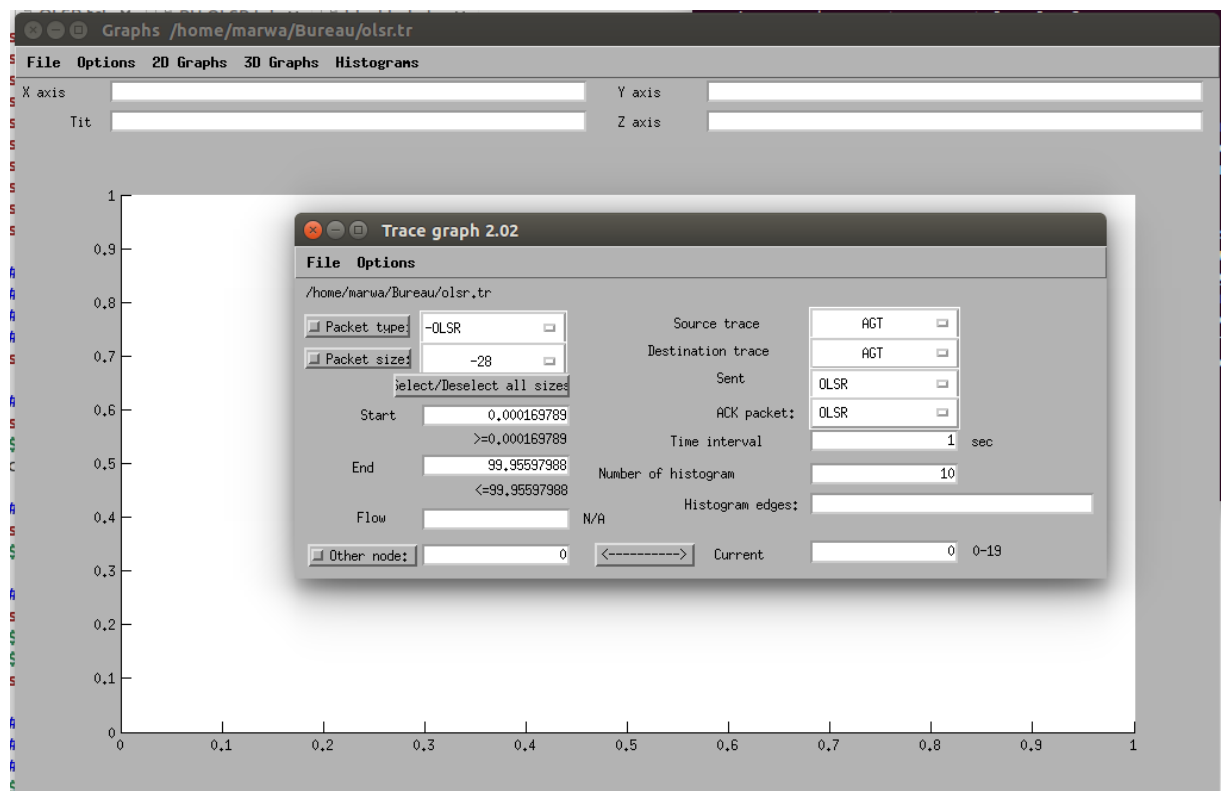 Graphs /home/marwa/Bureau/olsr.tr
File Options 2D Graphs 3D Graphs Histograms
X axis
Y axis
Tit
Z axis
1
0.9
0.8
0.7
0.6
0.5
0.4
0.3
0.2
0.1
0
0 0.1 0.2 0.3 0.4 0.5 0.6 0.7 0.8 0.9 1
Trace graph 2.02
File Options
/home/marwa/Bureau/olsr.tr
Packet type: -OLSR
Source trace AGT
Packet size: -28
Destination trace AGT
Select/Deselect all sizes
Sent OLSR
Start 0.000169789
ACK packet: OLSR
>=0.000169789
Time interval 1 sec
End 99.95597988
Number of histogram 10
<=99.95597988
Histogram edges:
Flow N/A
Other node: 0 <----------> Current 0 0-19